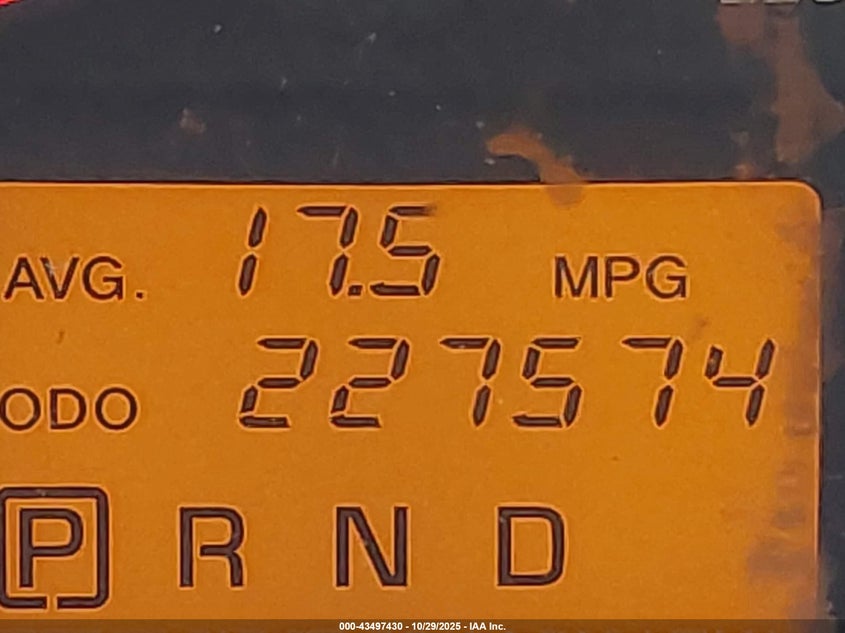 AVG. 17.5 MPG
ODO 227574
P R N D
000-43497430 - 10/29/2025 - IAA Inc.